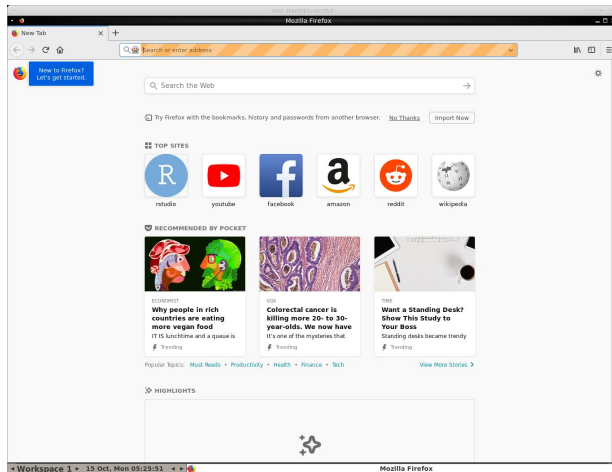 Mozilla Firefox
New Tab
Search or enter address
New to Firefox?
Let's get started.
Search the Web
Try Firefox with the bookmarks, history and passwords from another browser. No Thanks Import Now
TOP SITES
R
a
rstudio youtube facebook amazon reddit wikipedia
RECOMMENDED BY POCKET
ECONOMIST
Why people in rich
countries are eating
more vegan food
IT IS lunchtime and a queue is
Trending
VOX
Colorectal cancer is
killing more 20- to 30-
year-olds. We now have
It's one of the mysteries that
Trending
TIME
Want a Standing Desk?
Show This Study to
Your Boss
Standing desks became trendy
Trending
Popular Topics: Must Reads • Productivity • Health • Finance • Tech View More Stories
HIGHLIGHTS
Workspace 1 15 Oct, Mon 05:25:51 Mozilla Firefox